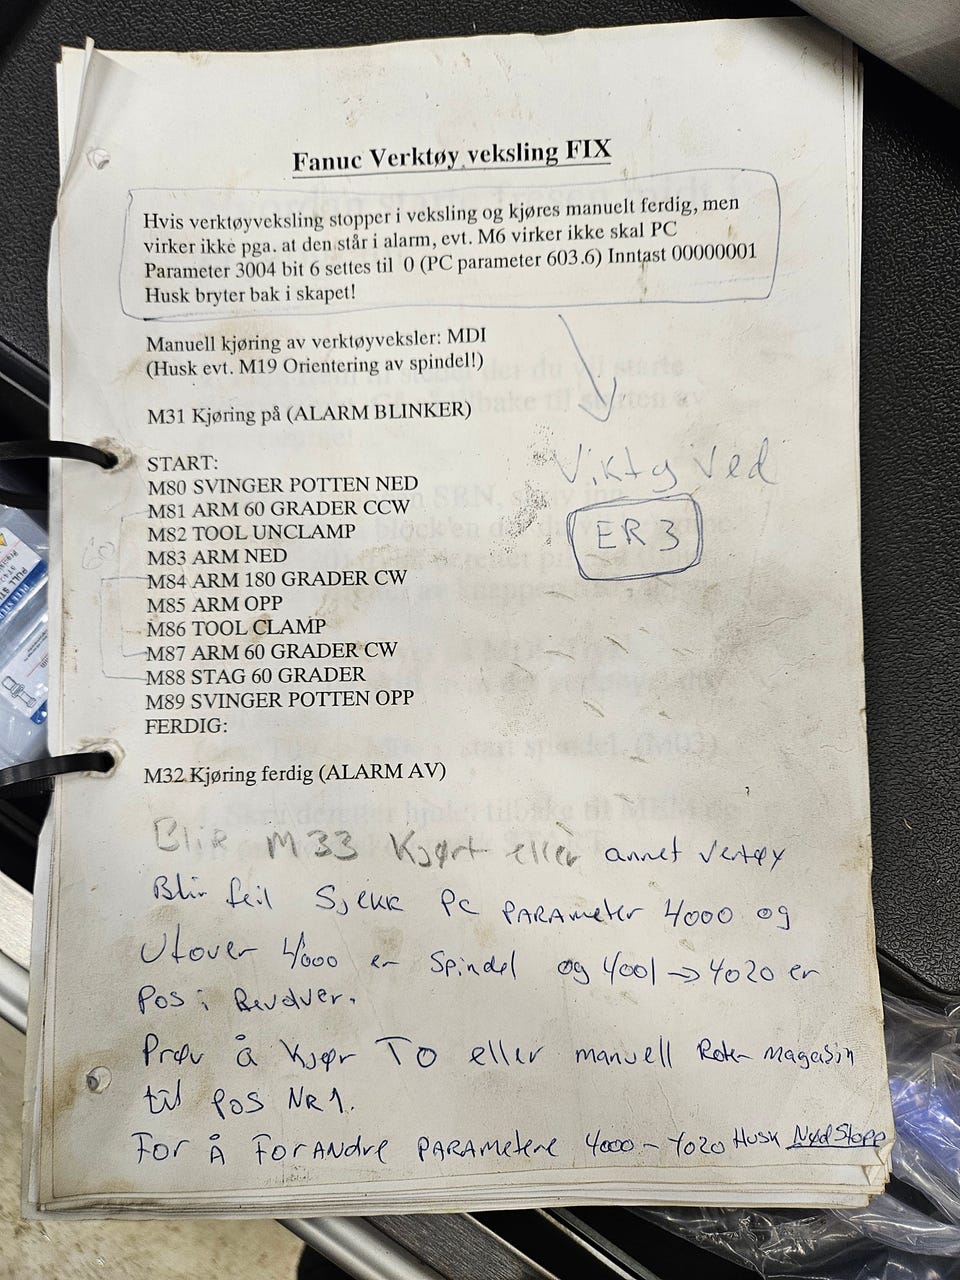 Fanuc Verktøy veksling FIX
Hvis verktøyveksling stopper i veksling og kjøres manuelt ferdig, men
virker ikke pga. at den står i alarm, evt. M6 virker ikke skal PC
Parameter 3004 bit 6 settes til 0 (PC parameter 603.6) Inntast 00000001
Husk bryter bak i skapet!
Manuell kjøring av verktøyveksler: MDI
(Husk evt. M19 Orientering av spindel!)
M31 Kjøring på (ALARM BLINKER)
Viktig ved
ER 3
START:
M80 SVINGER POTTEN NED
M81 ARM 60 GRADER CCW
M82 TOOL UNCLAMP
M83 ARM NED
M84 ARM 180 GRADER CW
M85 ARM OPP
M86 TOOL CLAMP
M87 ARM 60 GRADER CW
M88 STAG 60 GRADER
M89 SVINGER POTTEN OPP
FERDIG:
M32 Kjøring ferdig (ALARM AV)
Blir M33 Kjørt eller annet vertøy
Blir feil Sjekk PC PARAmeter 4000 og
Utover 4000 er Spindel og 4001 → 4020 er
Pos i Revolver.
Prøv å kjør T0 eller manuell Roter magasin
til pos NR 1.
For Å ForANdre PARAMetere 4000 - 4020 Husk Nødstopp